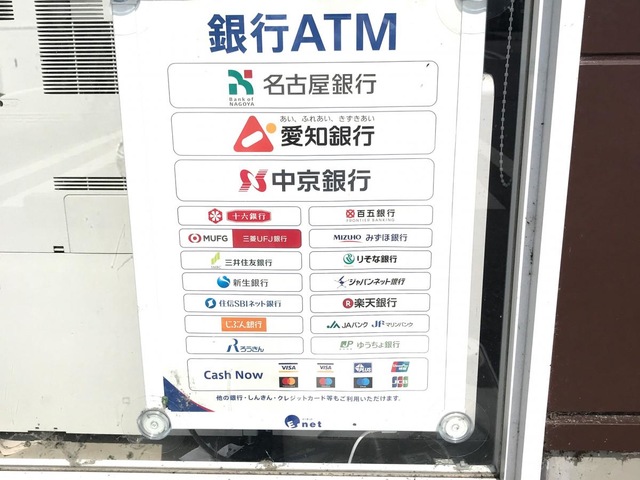 銀行ATM
Bank of NAGOYA
名古屋銀行
あい、ふれあい、きずきあい
愛知銀行
中京銀行
十六銀行
百五銀行
FRONTIER BANKING
MUFG 三菱UFJ銀行
MIZUHO みずほ銀行
三井住友銀行
りそな銀行
新生銀行
ジャパンネット銀行
住信SBIネット銀行
楽天銀行
じぶん銀行
JAバンク JFマリンバンク
ろうきん
JP ゆうちょ銀行
Cash Now
VISA VISA PLUS
JCB
他の銀行・しんきん・クレジットカード等もご利用いただけます。
Enet